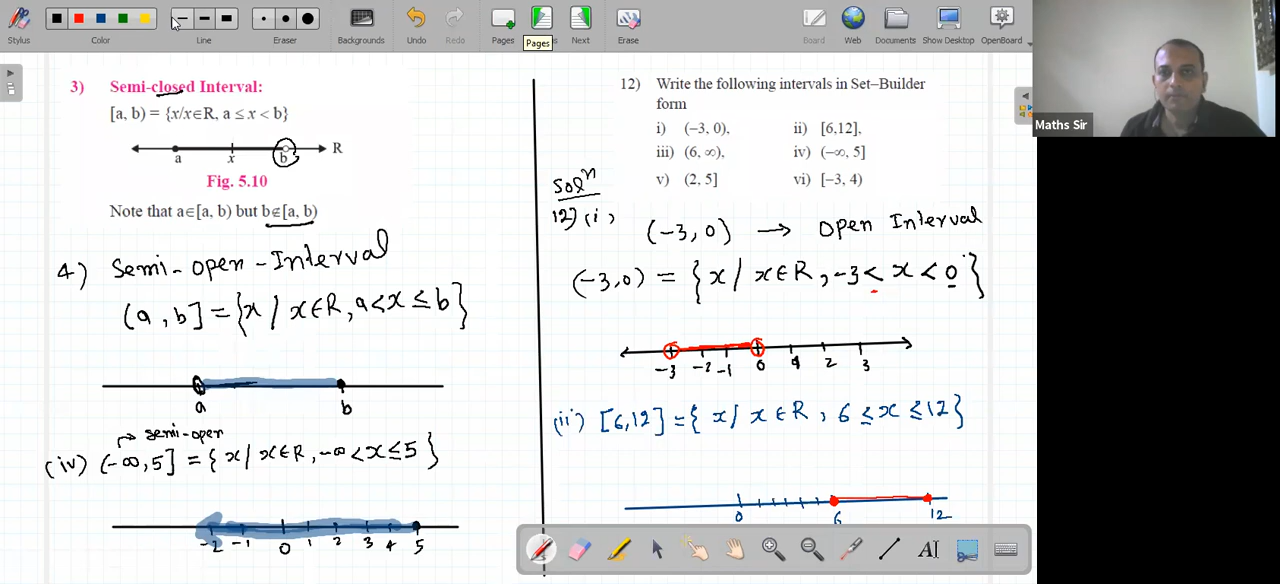 Stylus Color Line Eraser Backgrounds Undo Redo Pages Pages Next Erase Board Web Documents Show Desktop OpenBoard
Maths Sir
3) Semi-closed Interval:
[a, b) = {x/x∈R, a ≤ x < b}
a x b R
Fig. 5.10
Note that a∈[a, b) but b∉[a, b)
4) Semi-open-Interval
(a, b] = {x / x∈R, a<x ≤ b}
a b
→ semi-open
(iv) (-∞, 5] = {x / x∈R, -∞ < x ≤ 5}
-2 -1 0 1 2 3 4 5
12) Write the following intervals in Set–Builder
form
i) (−3, 0), ii) [6,12],
iii) (6, ∞), iv) (−∞, 5]
v) (2, 5] vi) [−3, 4)
Solⁿ
12) (i)
(-3, 0) → Open Interval
(-3, 0) = {x / x∈R, -3 < x < 0}
-3 -2 -1 0 2 3
(ii) [6,12] = {x / x∈R, 6 ≤ x ≤ 12}
0 6 12
AI